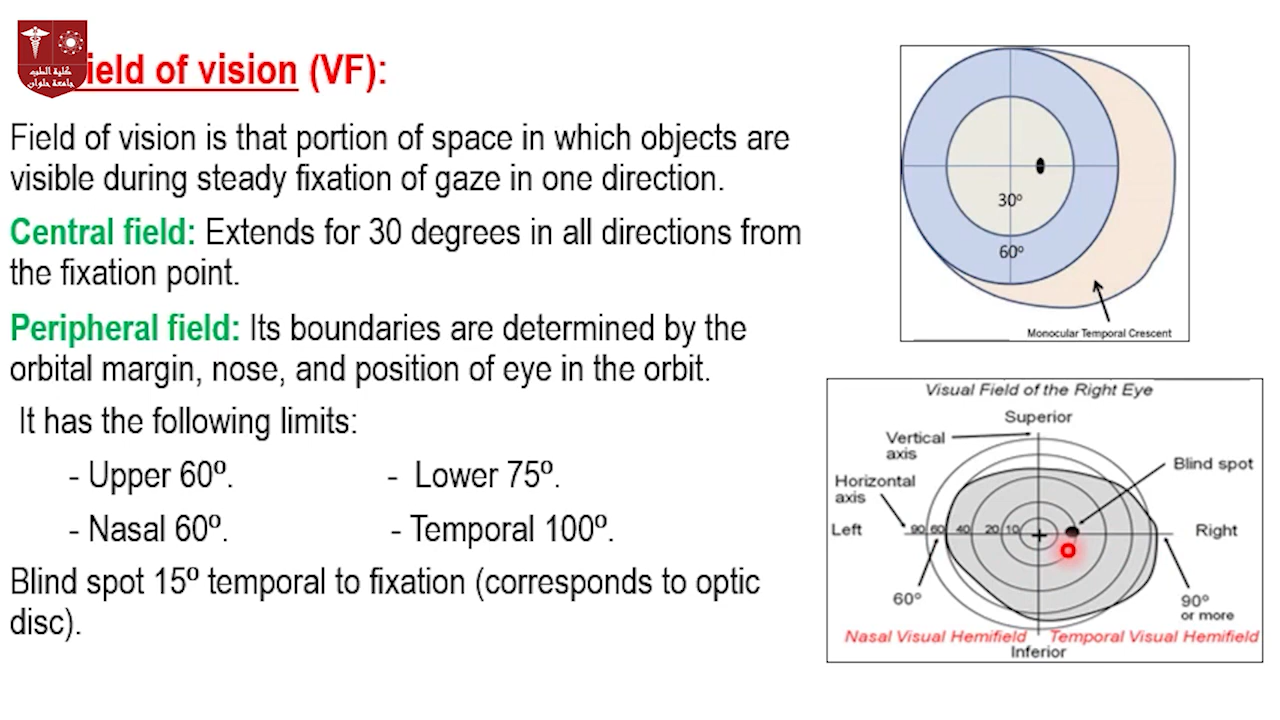 كلية الطب
جامعة حلوان
ield of vision (VF):
Field of vision is that portion of space in which objects are
visible during steady fixation of gaze in one direction.
Central field: Extends for 30 degrees in all directions from
the fixation point.
Peripheral field: Its boundaries are determined by the
orbital margin, nose, and position of eye in the orbit.
It has the following limits:
- Upper 60º. - Lower 75º.
- Nasal 60º. - Temporal 100º.
Blind spot 15º temporal to fixation (corresponds to optic
disc).
30º
60º
Monocular Temporal Crescent
Visual Field of the Right Eye
Superior
Vertical
axis
Blind spot
Horizontal
axis
Left 90 60 40 20 10 Right
60º
90º
or more
Nasal Visual Hemifield Temporal Visual Hemifield
Inferior